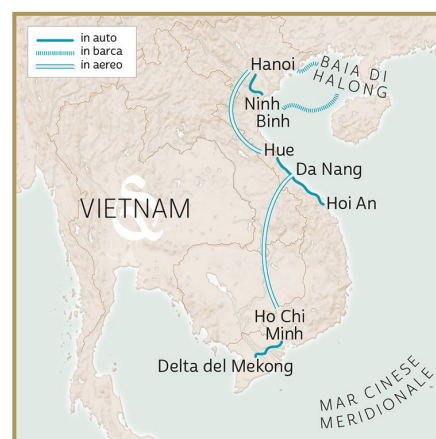 in auto
in barca
in aereo
Hanoi
BAIA DI
HALONG
Ninh
Binh
Hue
Da Nang
Hoi An
&
VIETNAM
Ho Chi
Minh
Delta del Mekong
MAR CINESE
MERIDIONALE